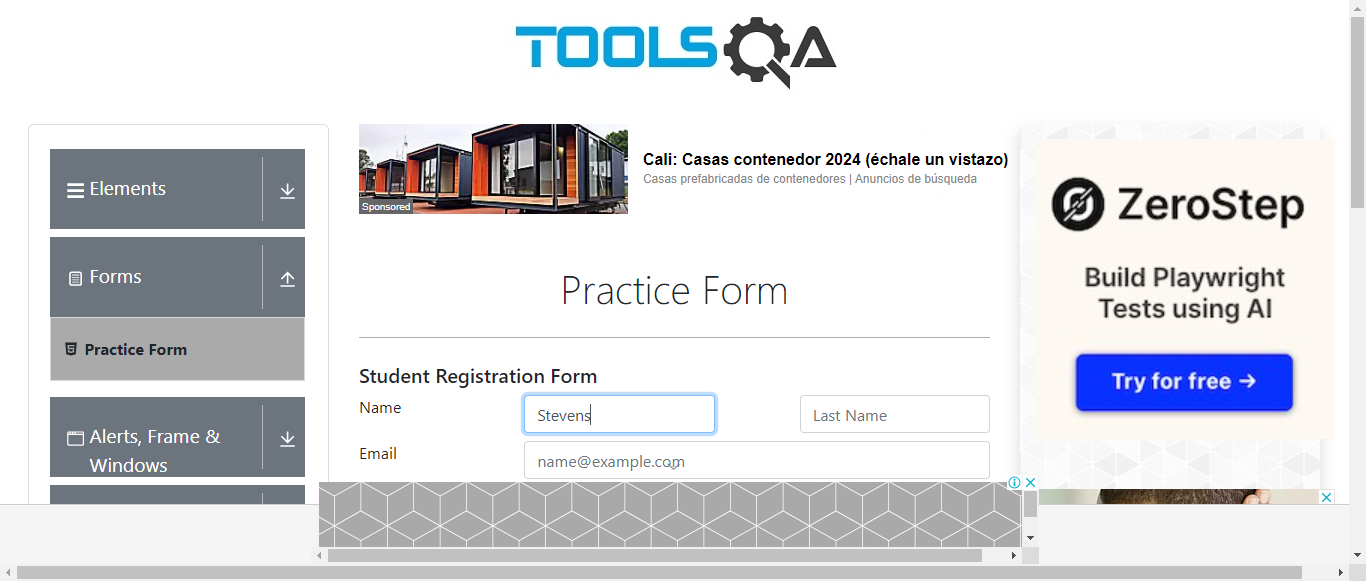 TOOLSQA
Elements
Forms
Practice Form
Alerts, Frame &
Windows
Sponsored
Cali: Casas contenedor 2024 (échale un vistazo)
Casas prefabricadas de contenedores | Anuncios de búsqueda
Practice Form
Student Registration Form
Name
Stevens
Last Name
Email
name@example.com
ZeroStep
Build Playwright
Tests using AI
Try for free →